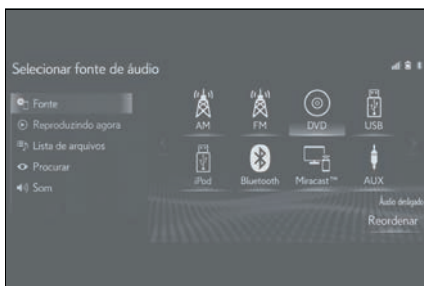 Selecionar fonte de áudio
Fonte
Reproduzindo agora
Lista de arquivos
Procurar
Som
AM FM DVD USB
iPod Bluetooth Miracast™ AUX
Áudio desligado
Reordenar